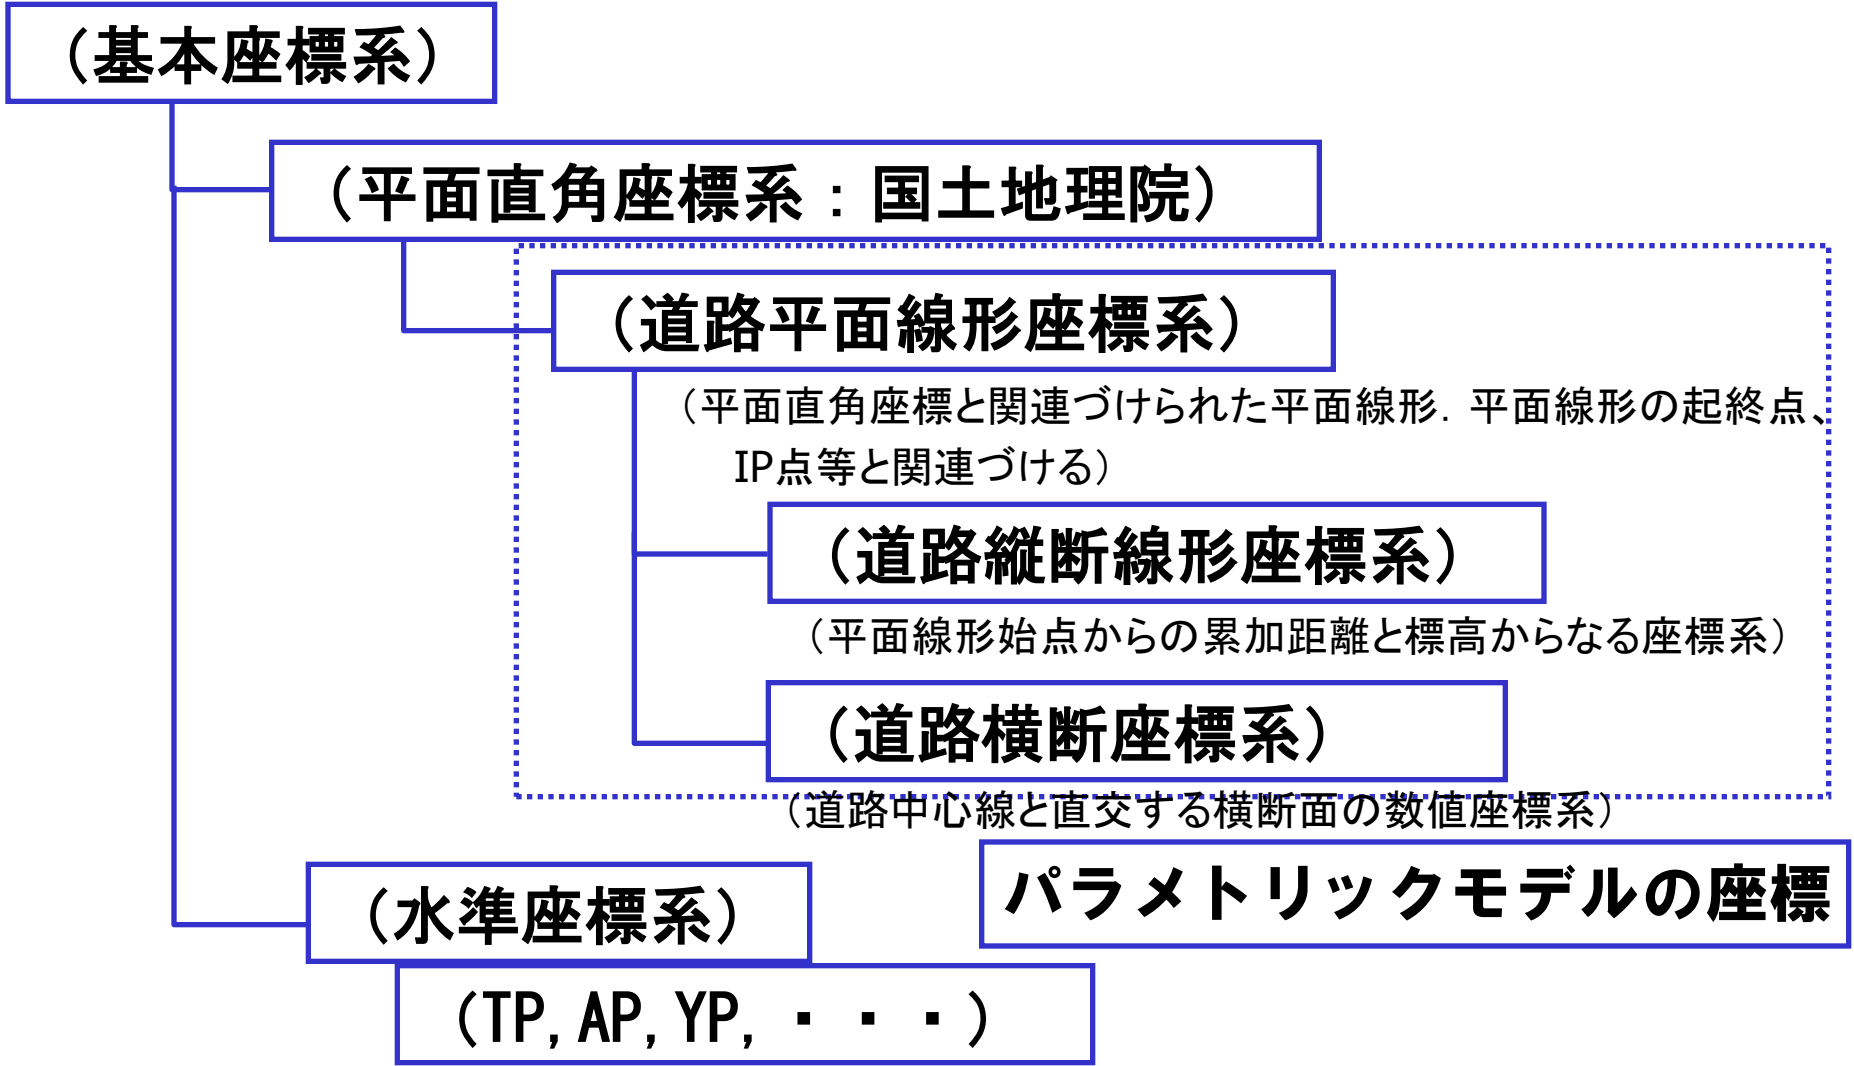 （基本座標系）
（平面直角座標系：国土地理院）
（道路平面線形座標系）
（平面直角座標と関連づけられた平面線形．平面線形の起終点、
IP点等と関連づける）
（道路縦断線形座標系）
（平面線形始点からの累加距離と標高からなる座標系）
（道路横断座標系）
（道路中心線と直交する横断面の数値座標系）
パラメトリックモデルの座標
（水準座標系）
（TP,AP,YP,・・・）